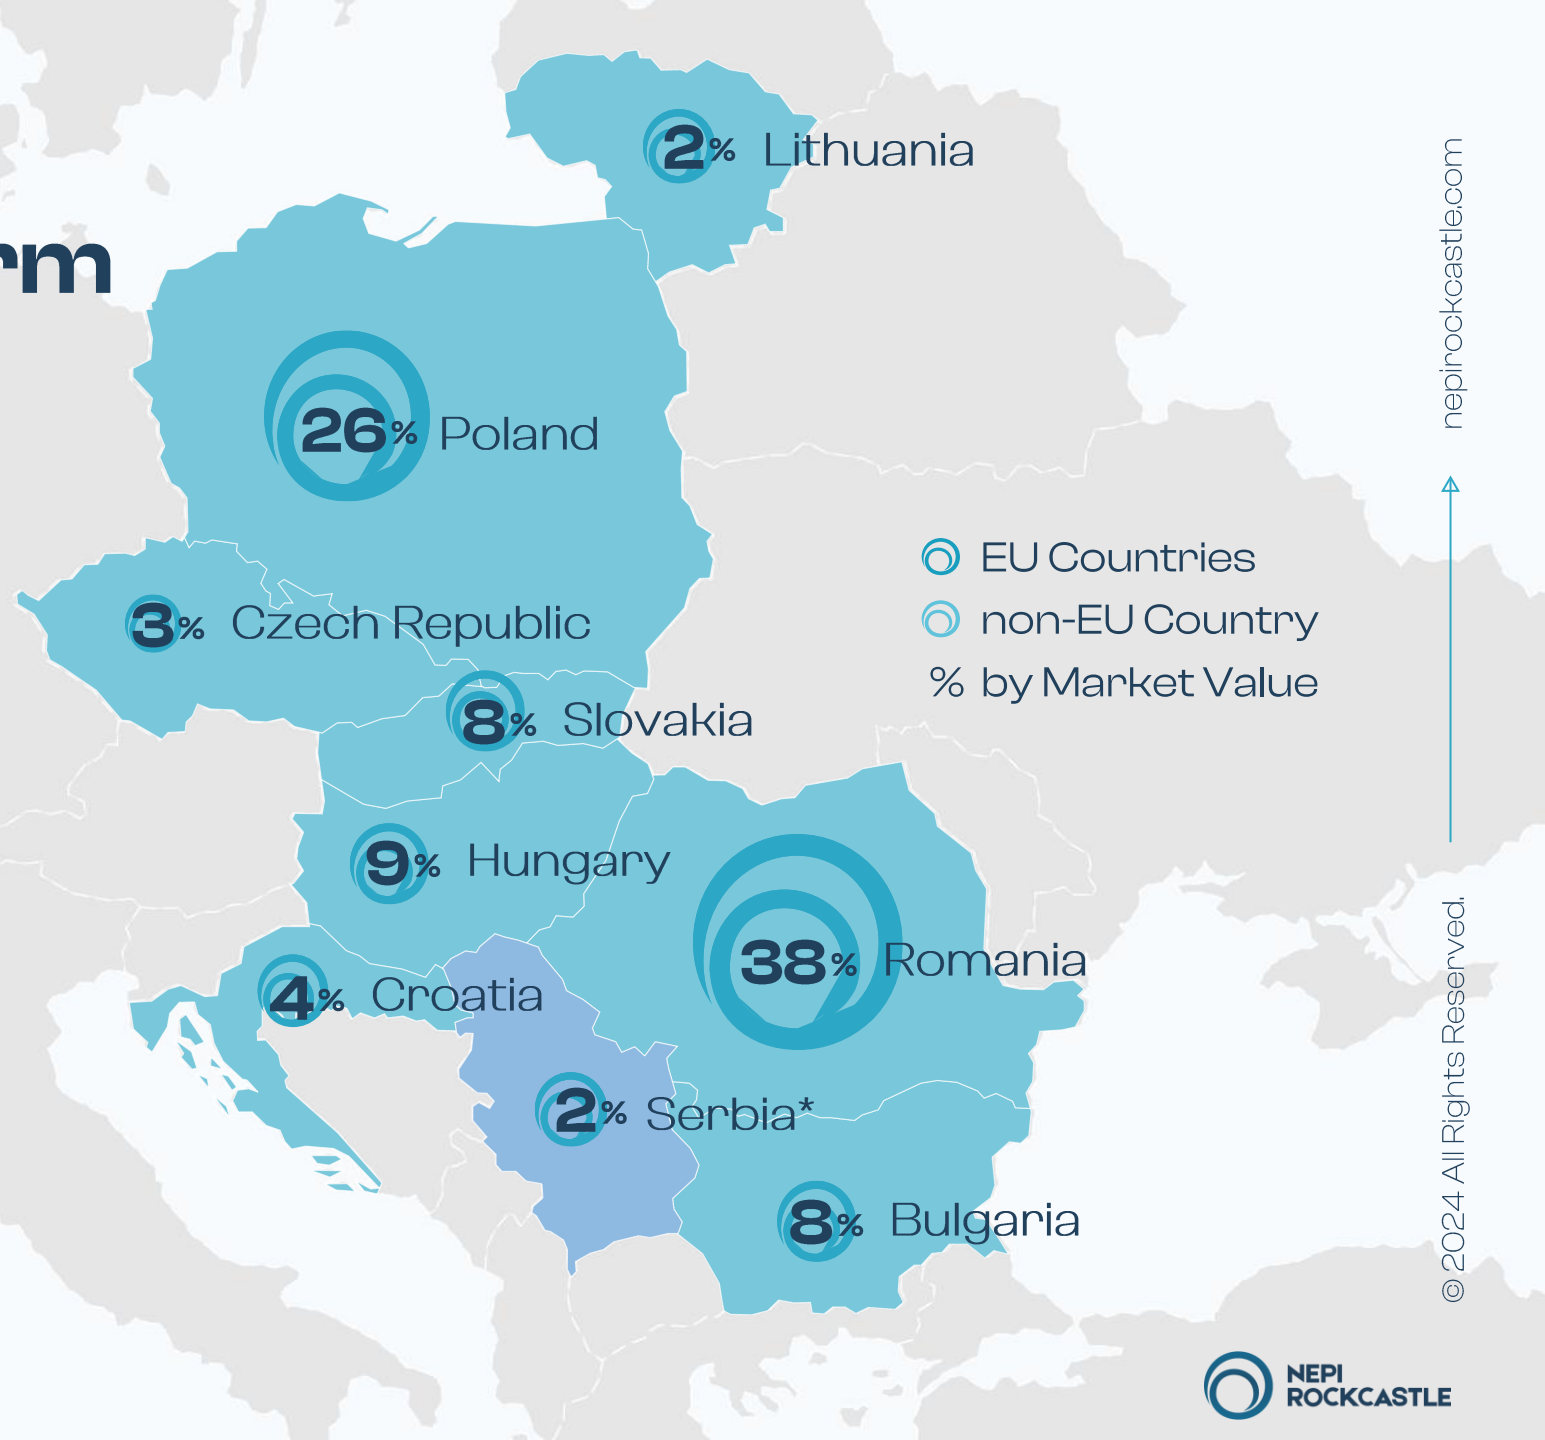 rm
2% Lithuania
26% Poland
3% Czech Republic
8% Slovakia
9% Hungary
4% Croatia
38% Romania
2% Serbia*
8% Bulgaria
EU Countries
non-EU Country
% by Market Value
nepirockcastle.com
© 2024 All Rights Reserved.
NEPI
ROCKCASTLE